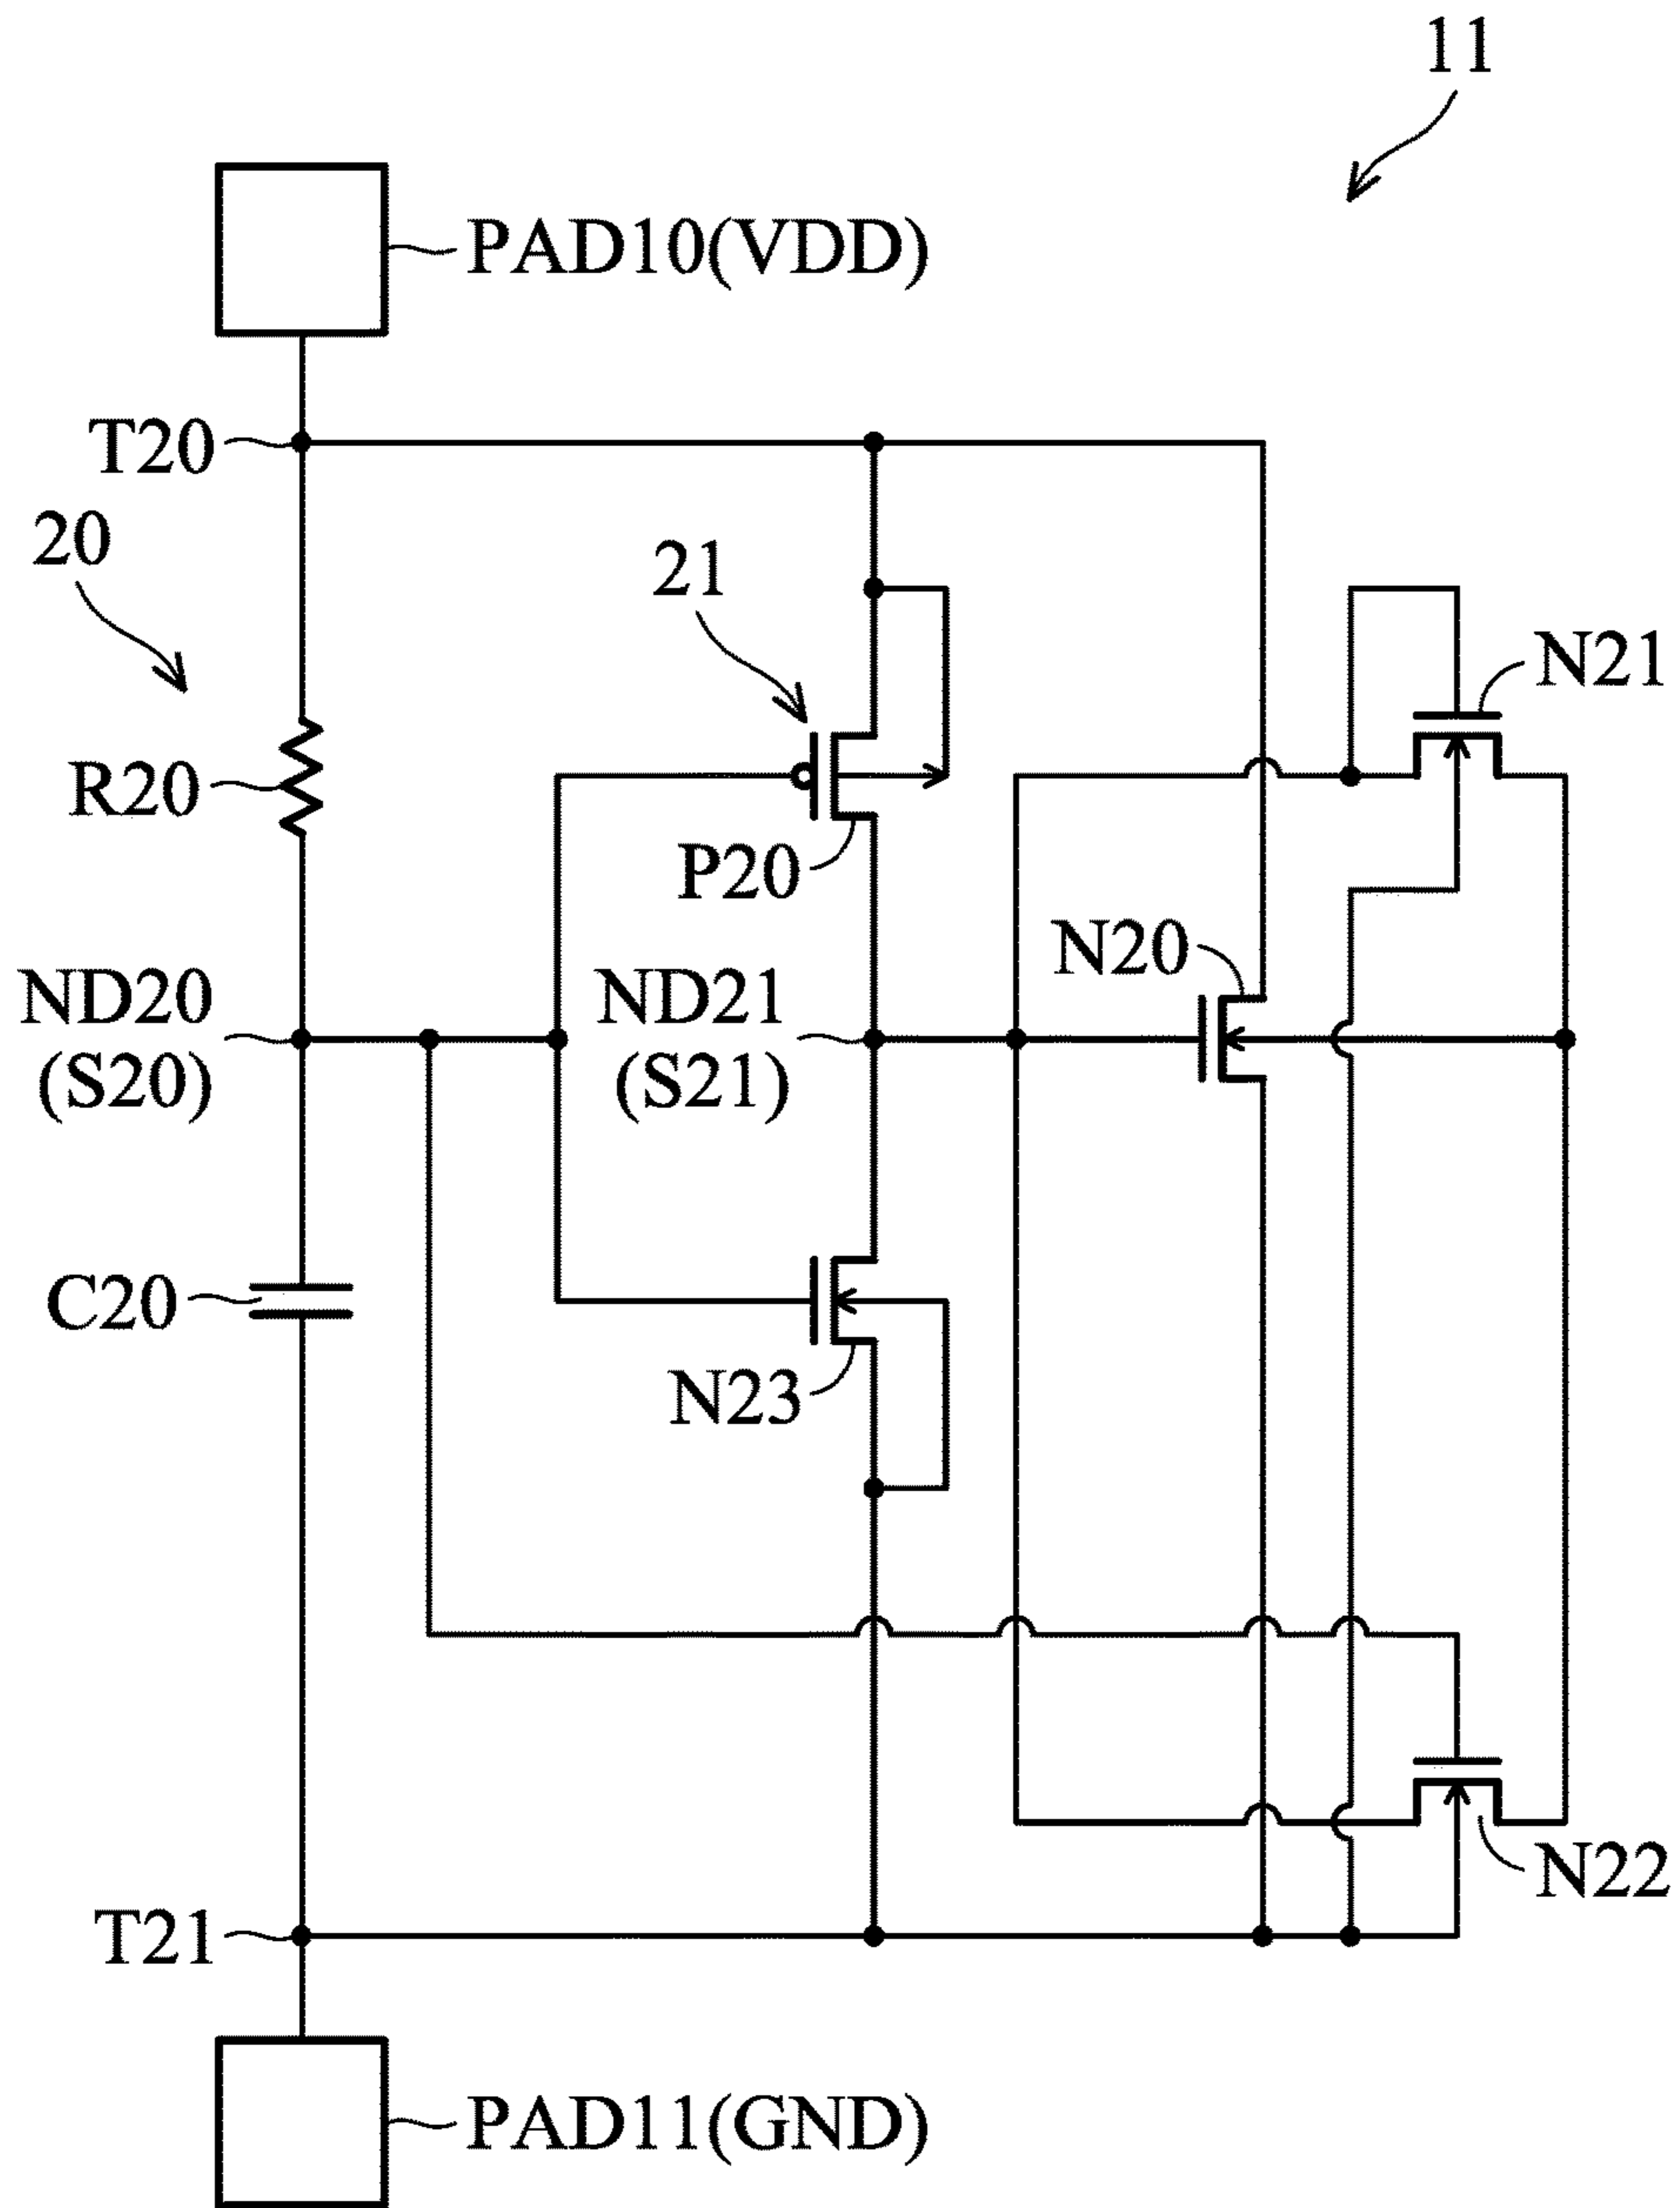 11
PAD10(VDD)
T20
20
21
N21
R20
P20
N20
ND20
(S20)
ND21
(S21)
C20
N23
N22
T21
PAD11(GND)